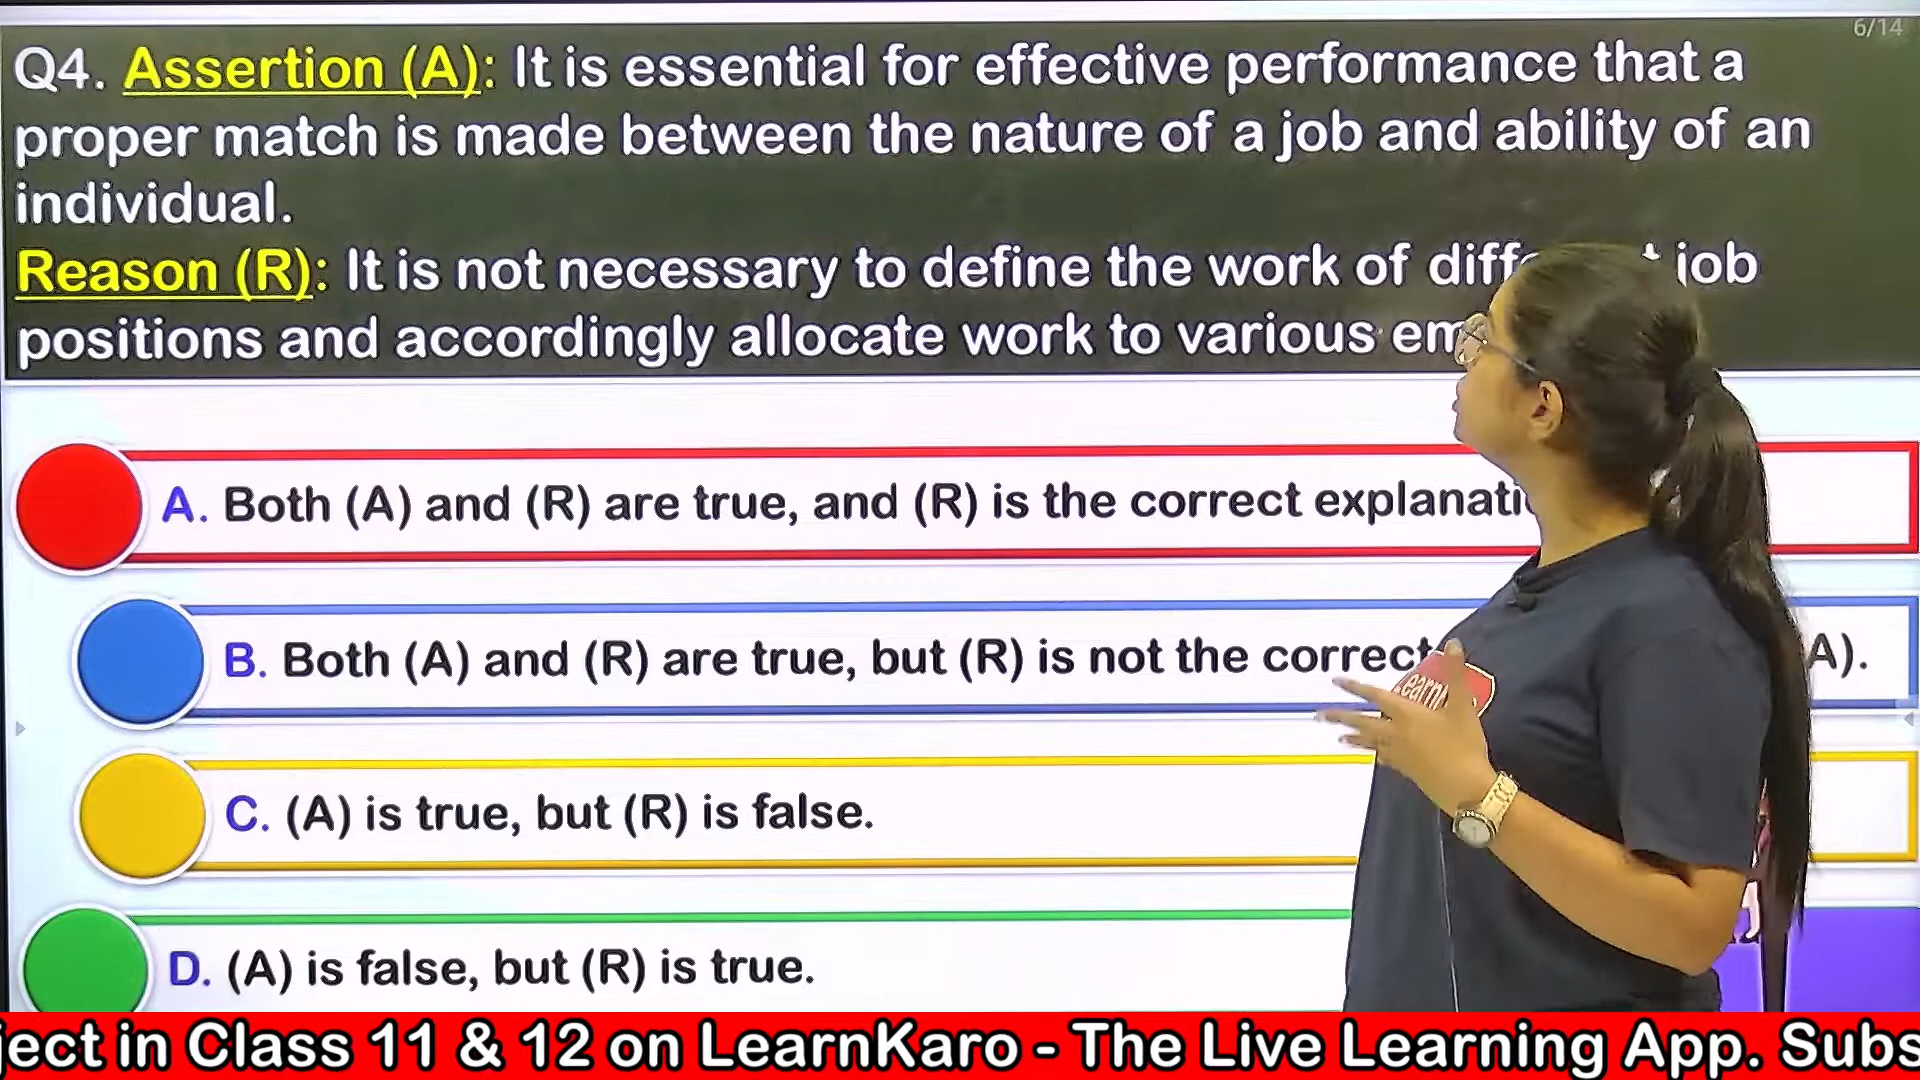 6/14
Q4. Assertion (A): It is essential for effective performance that a
proper match is made between the nature of a job and ability of an
individual.
Reason (R): It is not necessary to define the work of job
positions and accordingly allocate work to various
A. Both (A) and (R) are true, and (R) is the correct
B. Both (A) and (R) are true, but (R) is not the correct A).
C. (A) is true, but (R) is false.
D. (A) is false, but (R) is true.
ject in Class 11 & 12 on LearnKaro - The Live Learning App. Subs